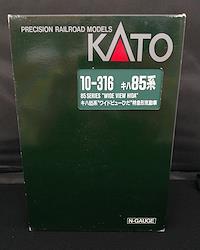 PRECISION RAILROAD MODELS
KATO
10-316 キハ85系
85 SERIES "WIDE VIEW HIDA"
キハ85系"ワイドビューひだ"特急形気動車
N-GAUGE